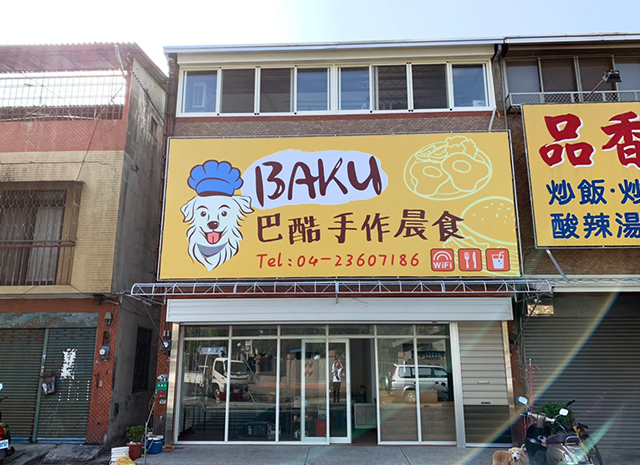 BAKU
巴酷手作晨食
Tel:04-23607186
WiFi
品香
炒飯·炒
酸辣湯